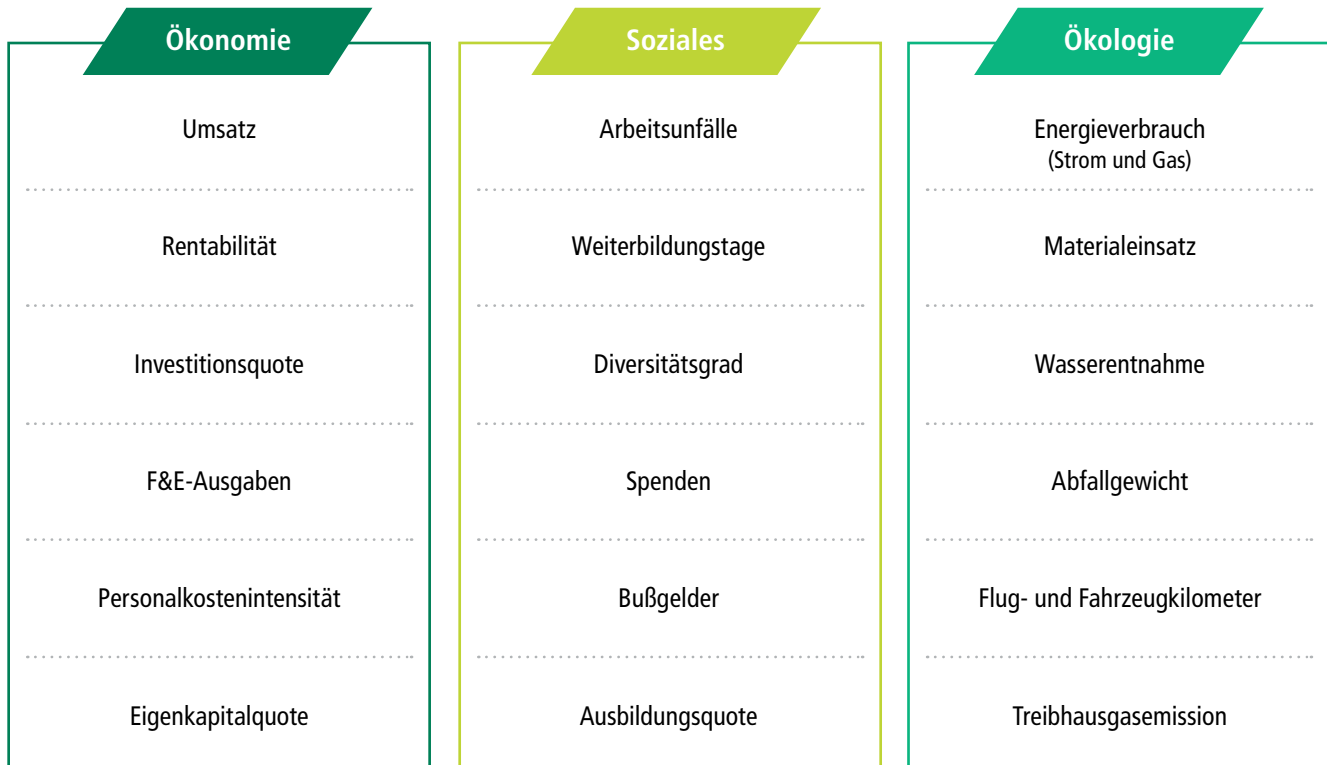 Ökonomie
Umsatz
Rentabilität
Investitionsquote
F&E-Ausgaben
Personalkostenintensität
Eigenkapitalquote
Soziales
Arbeitsunfälle
Weiterbildungstage
Diversitätsgrad
Spenden
Bußgelder
Ausbildungsquote
Ökologie
Energieverbrauch
(Strom und Gas)
Materialeinsatz
Wasserentnahme
Abfallgewicht
Flug- und Fahrzeugkilometer
Treibhausgasemission